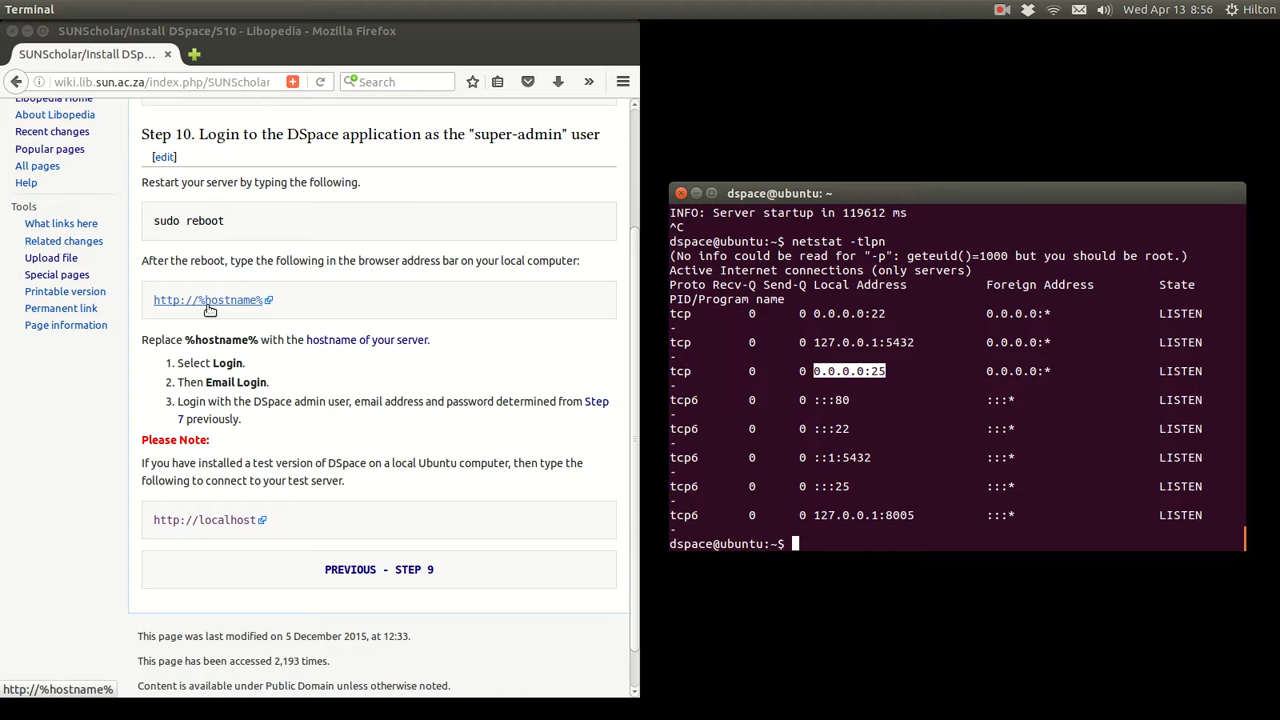 Terminal
Wed Apr 13 8:56
Hilton
SUNScholar/Install DSpace/S10 - Libopedia - Mozilla Firefox
SUNScholar/Install DSp...
wiki.lib.sun.ac.za/index.php/SUNScholar
Search
Libopedia Home
About Libopedia
Recent changes
Popular pages
All pages
Help
Tools
What links here
Related changes
Upload file
Special pages
Printable version
Permanent link
Page information
Step 10. Login to the DSpace application as the "super-admin" user
[edit]
Restart your server by typing the following.
sudo reboot
After the reboot, type the following in the browser address bar on your local computer:
http://%hostname%
Replace %hostname% with the hostname of your server.
1. Select Login.
2. Then Email Login.
3. Login with the DSpace admin user, email address and password determined from Step
7 previously.
Please Note:
If you have installed a test version of DSpace on a local Ubuntu computer, then type the
following to connect to your test server.
http://localhost
PREVIOUS - STEP 9
This page was last modified on 5 December 2015, at 12:33.
This page has been accessed 2,193 times.
Content is available under Public Domain unless otherwise noted.
http://%hostname%
dspace@ubuntu: ~
INFO: Server startup in 119612 ms
^C
dspace@ubuntu:~$ netstat -tlpn
(No info could be read for "-p": geteuid()=1000 but you should be root.)
Active Internet connections (only servers)
Proto Recv-Q Send-Q Local Address Foreign Address State
PID/Program name
tcp 0 0 0.0.0.0:22 0.0.0.0:* LISTEN
-
tcp 0 0 127.0.0.1:5432 0.0.0.0:* LISTEN
-
tcp 0 0 0.0.0.0:25 0.0.0.0:* LISTEN
-
tcp6 0 0 :::80 :::* LISTEN
-
tcp6 0 0 :::22 :::* LISTEN
-
tcp6 0 0 ::1:5432 :::* LISTEN
-
tcp6 0 0 :::25 :::* LISTEN
-
tcp6 0 0 127.0.0.1:8005 :::* LISTEN
-
dspace@ubuntu:~$